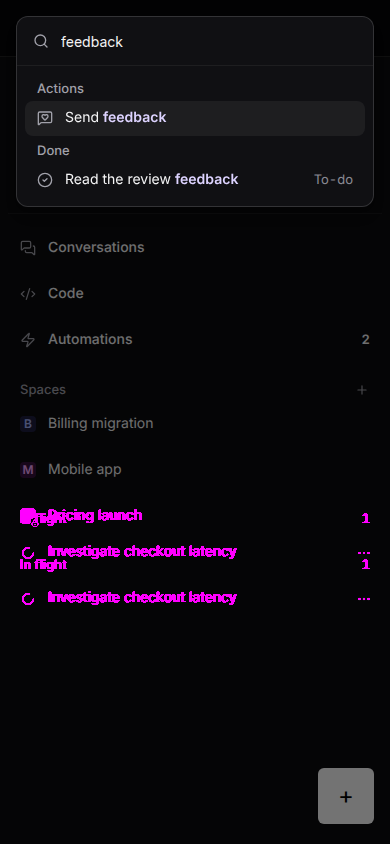 feedback
Actions
Send feedback
Done
Read the review feedback To-do
Conversations
Code
Automations 2
Spaces +
B Billing migration
M Mobile app
Pricing launch 1
Investigate checkout latency ...
In flight 1
Investigate checkout latency ...
+